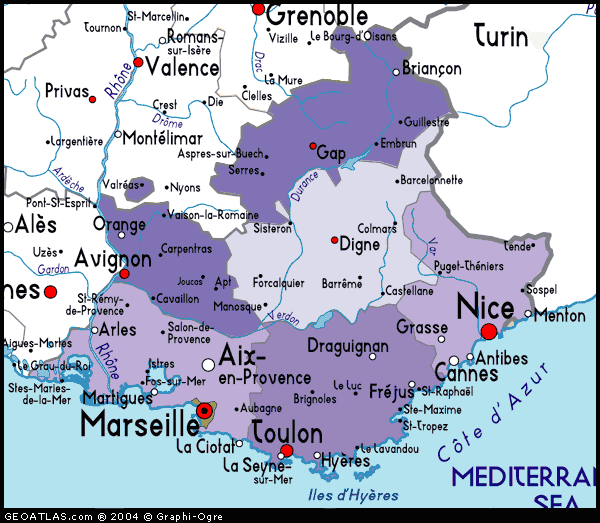 St-Marcellin
Grenoble
Tournon
Romans-
sur-Isère
Vizille
Le Bourg-d'Oisans
Turin
Valence
Rhône
Drac
La Mure
Briançon
Privas
Clelles
Crest
Die
Drôme
Guillestre
Largentière
Montélimar
Aspres-sur-Buech
Gap
Embrun
Ardèche
Serres
Durance
Barcelonnette
Valréas
Nyons
Pont-St-Esprit
Vaison-la-Romaine
Orange
Sisteron
Colmars
Alès
Uzès
Carpentras
Digne
Var
Tende
Avignon
Gardon
Puget-Théniers
nes
Joucas
Apt
Forcalquier
Barrême
Castellane
Sospel
St-Rémy-
de-Provence
Cavaillon
Manosque
Verdon
Nice
Menton
Arles
Salon-de-
Provence
Grasse
Aigues-Mortes
Rhône
Draguignan
Antibes
Le Grau-du-Roi
Istres
Aix-
en-Provence
Cannes
Stes-Maries-
de-la-Mer
Fos-sur-Mer
Le Luc
Fréjus
St-Raphaël
Martigues
Brignoles
Côte d'Azur
Marseille
Aubagne
Ste-Maxime
St-Tropez
Toulon
La Ciotat
Le Lavandou
La Seyne-
sur-Mer
Hyères
MEDITERRAN
SEA
Iles d'Hyères
GEOATLAS.com ® 2004 © Graphi-Ogre